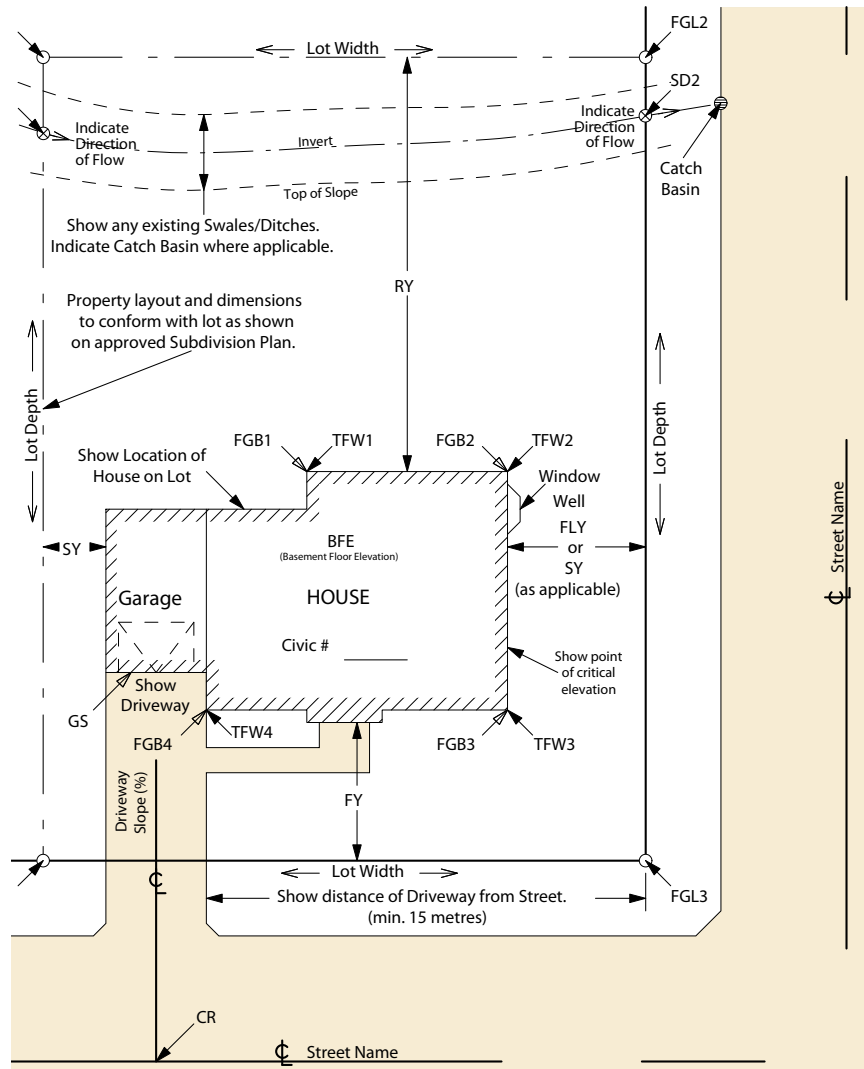 FGL2
Lot Width
SD2
Indicate
Direction
of Flow
Indicate
Direction
of Flow
Invert
Catch
Basin
Top of Slope
Show any existing Swales/Ditches.
Indicate Catch Basin where applicable.
RY
Property layout and dimensions
to conform with lot as shown
on approved Subdivision Plan.
Lot Depth
Lot Depth
FGB1
TFW1
FGB2
TFW2
Show Location of
House on Lot
Window
Well
Street Name
BFE
(Basement Floor Elevation)
SY
FLY
or
SY
(as applicable)
Garage
HOUSE
Civic #
Show point
of critical
elevation
Show
Driveway
GS
FGB4
TFW4
FGB3
TFW3
Driveway
Slope (%)
FY
Lot Width
Show distance of Driveway from Street.
(min. 15 metres)
FGL3
CR
Street Name